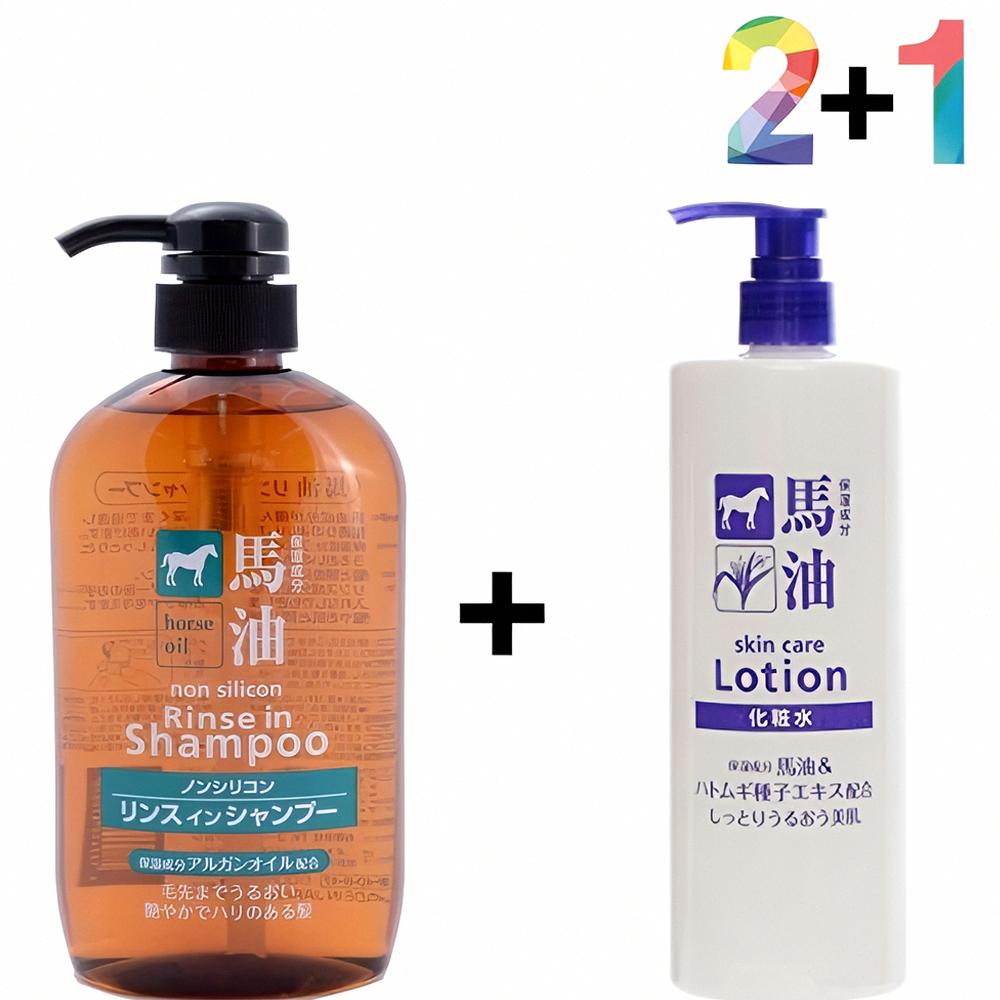 2+1
+
馬油
保湿成分
horse
oil
non silicon
Rinse in
Shampoo
ノンシリコン
リンスインシャンプー
保湿成分アルガンオイル配合
毛先までうるおい
艶やかでハリのある髪
馬油
保湿成分
skin care
Lotion
化粧水
保湿成分 馬油&
ハトムギ種子エキス配合
しっとりうるおう美肌